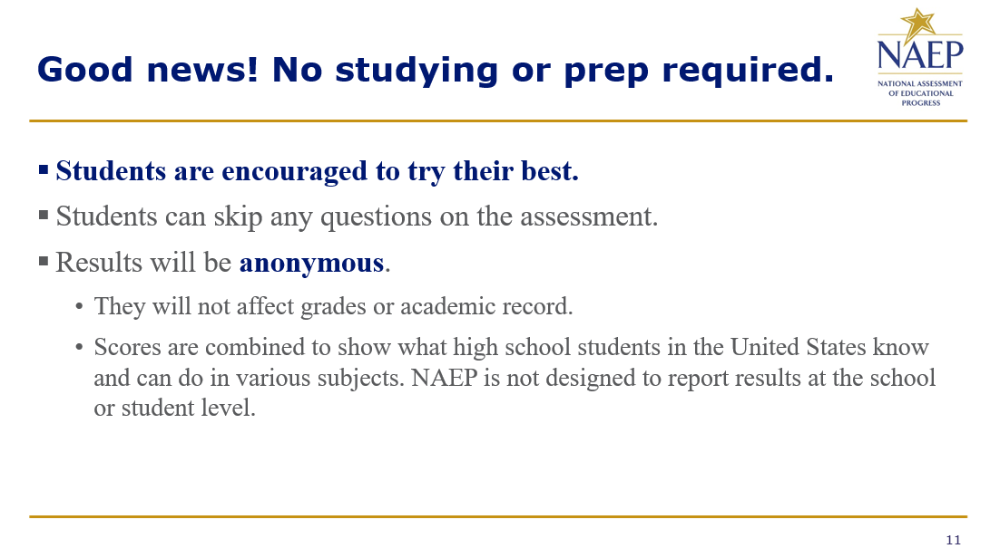 Good news! No studying or prep required.
NAEP
NATIONAL ASSESSMENT
OF EDUCATIONAL
PROGRESS
▪ Students are encouraged to try their best.
▪ Students can skip any questions on the assessment.
▪ Results will be anonymous.
• They will not affect grades or academic record.
• Scores are combined to show what high school students in the United States know
and can do in various subjects. NAEP is not designed to report results at the school
or student level.
11